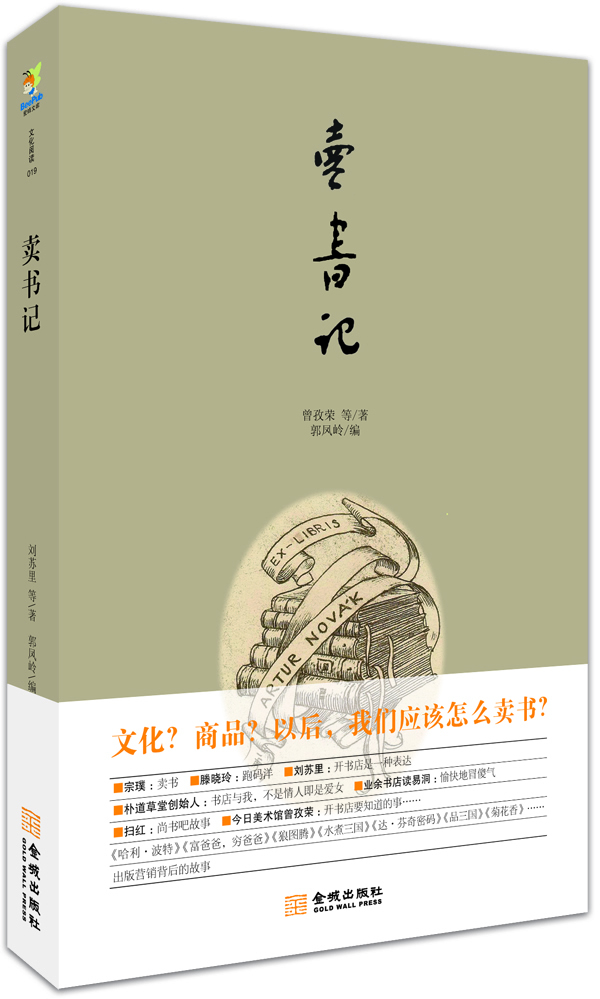 BeePub
蜜蜂文库
文化阅读
019
卖书记
刘苏里 等\著 郭凤岭\编
金城出版社
GOLD WALL PRESS
賣書记
曾孜荣 等/著
郭凤岭/编
EX-LIBRIS
ARTUR NOVÁK
文化？商品？以后，我们应该怎么卖书？
■宗璞：卖书 ■滕晓玲：跑码洋 ■刘苏里：开书店是一种表达
■朴道草堂创始人：书店与我，不是情人即是爱女 ■业余书店读易洞：愉快地冒傻气
■扫红：尚书吧故事 ■今日美术馆曾孜荣：开书店要知道的事……
《哈利·波特》《富爸爸，穷爸爸》《狼图腾》《水煮三国》《达·芬奇密码》《品三国》《菊花香》……
出版营销背后的故事
金城出版社
GOLD WALL PRESS